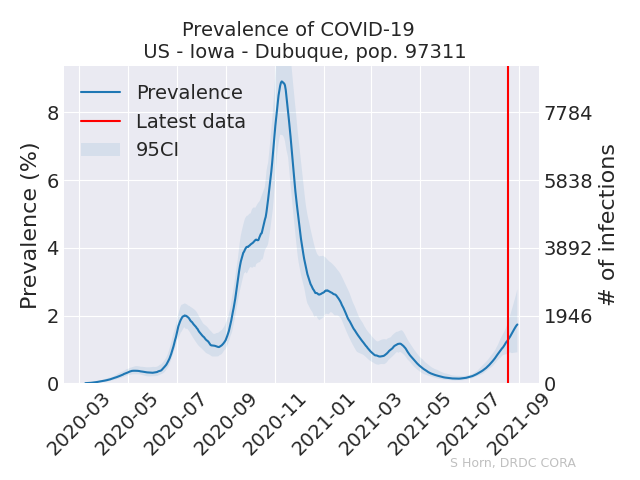 Prevalence of COVID-19
US - Iowa - Dubuque, pop. 97311
Prevalence
Latest data
95CI
Prevalence (%)
8
6
4
2
0
# of infections
7784
5838
3892
1946
0
2020-03
2020-05
2020-07
2020-09
2020-11
2021-01
2021-03
2021-05
2021-07
2021-09
S Horn, DRDC CORA